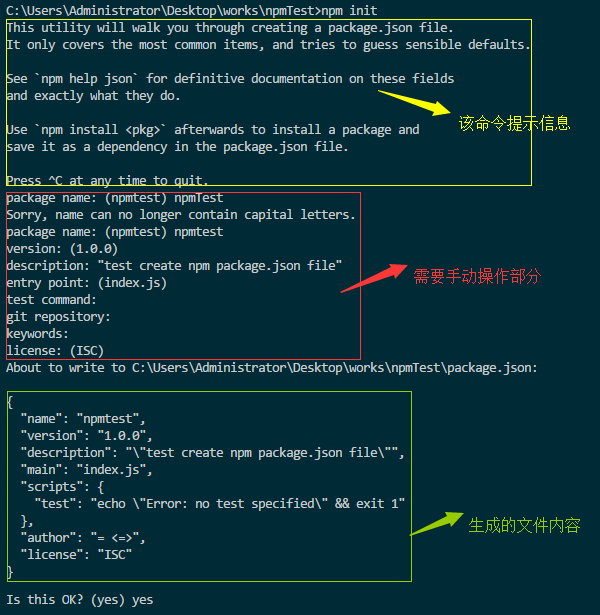 C:\Users\Administrator\Desktop\works\npmTest>npm init
This utility will walk you through creating a package.json file.
It only covers the most common items, and tries to guess sensible defaults.
See `npm help json` for definitive documentation on these fields
and exactly what they do.
该命令提示信息
Use `npm install <pkg>` afterwards to install a package and
save it as a dependency in the package.json file.
Press ^C at any time to quit.
package name: (npmtest) npmTest
Sorry, name can no longer contain capital letters.
package name: (npmtest) npmtest
version: (1.0.0)
description: "test create npm package.json file"
需要手动操作部分
entry point: (index.js)
test command:
git repository:
keywords:
license: (ISC)
About to write to C:\Users\Administrator\Desktop\works\npmTest\package.json:
{
  "name": "npmtest",
  "version": "1.0.0",
  "description": "\"test create npm package.json file\"",
  "main": "index.js",
  "scripts": {
    "test": "echo \"Error: no test specified\" && exit 1"
  },
生成的文件内容
  "author": "= <=>",
  "license": "ISC"
}
Is this OK? (yes) yes